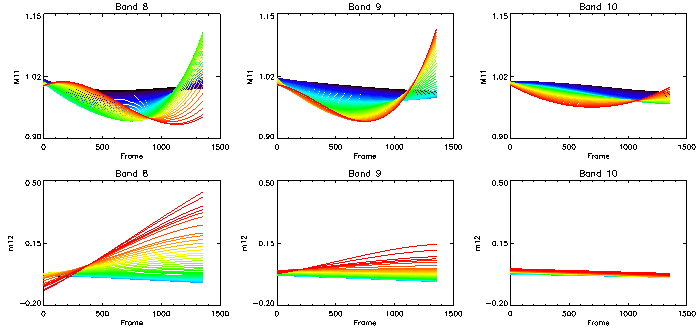 Band 8 Band 9 Band 10
1.15 1.15 1.15
M11 M11 M11
1.02 1.02 1.02
0.90 0.90 0.90
0 500 1000 1500 0 500 1000 1500 0 500 1000 1500
Frame Frame Frame
Band 8 Band 9 Band 10
0.50 0.50 0.50
m12 m12 m12
0.15 0.15 0.15
-0.20 -0.20 -0.20
0 500 1000 1500 0 500 1000 1500 0 500 1000 1500
Frame Frame Frame